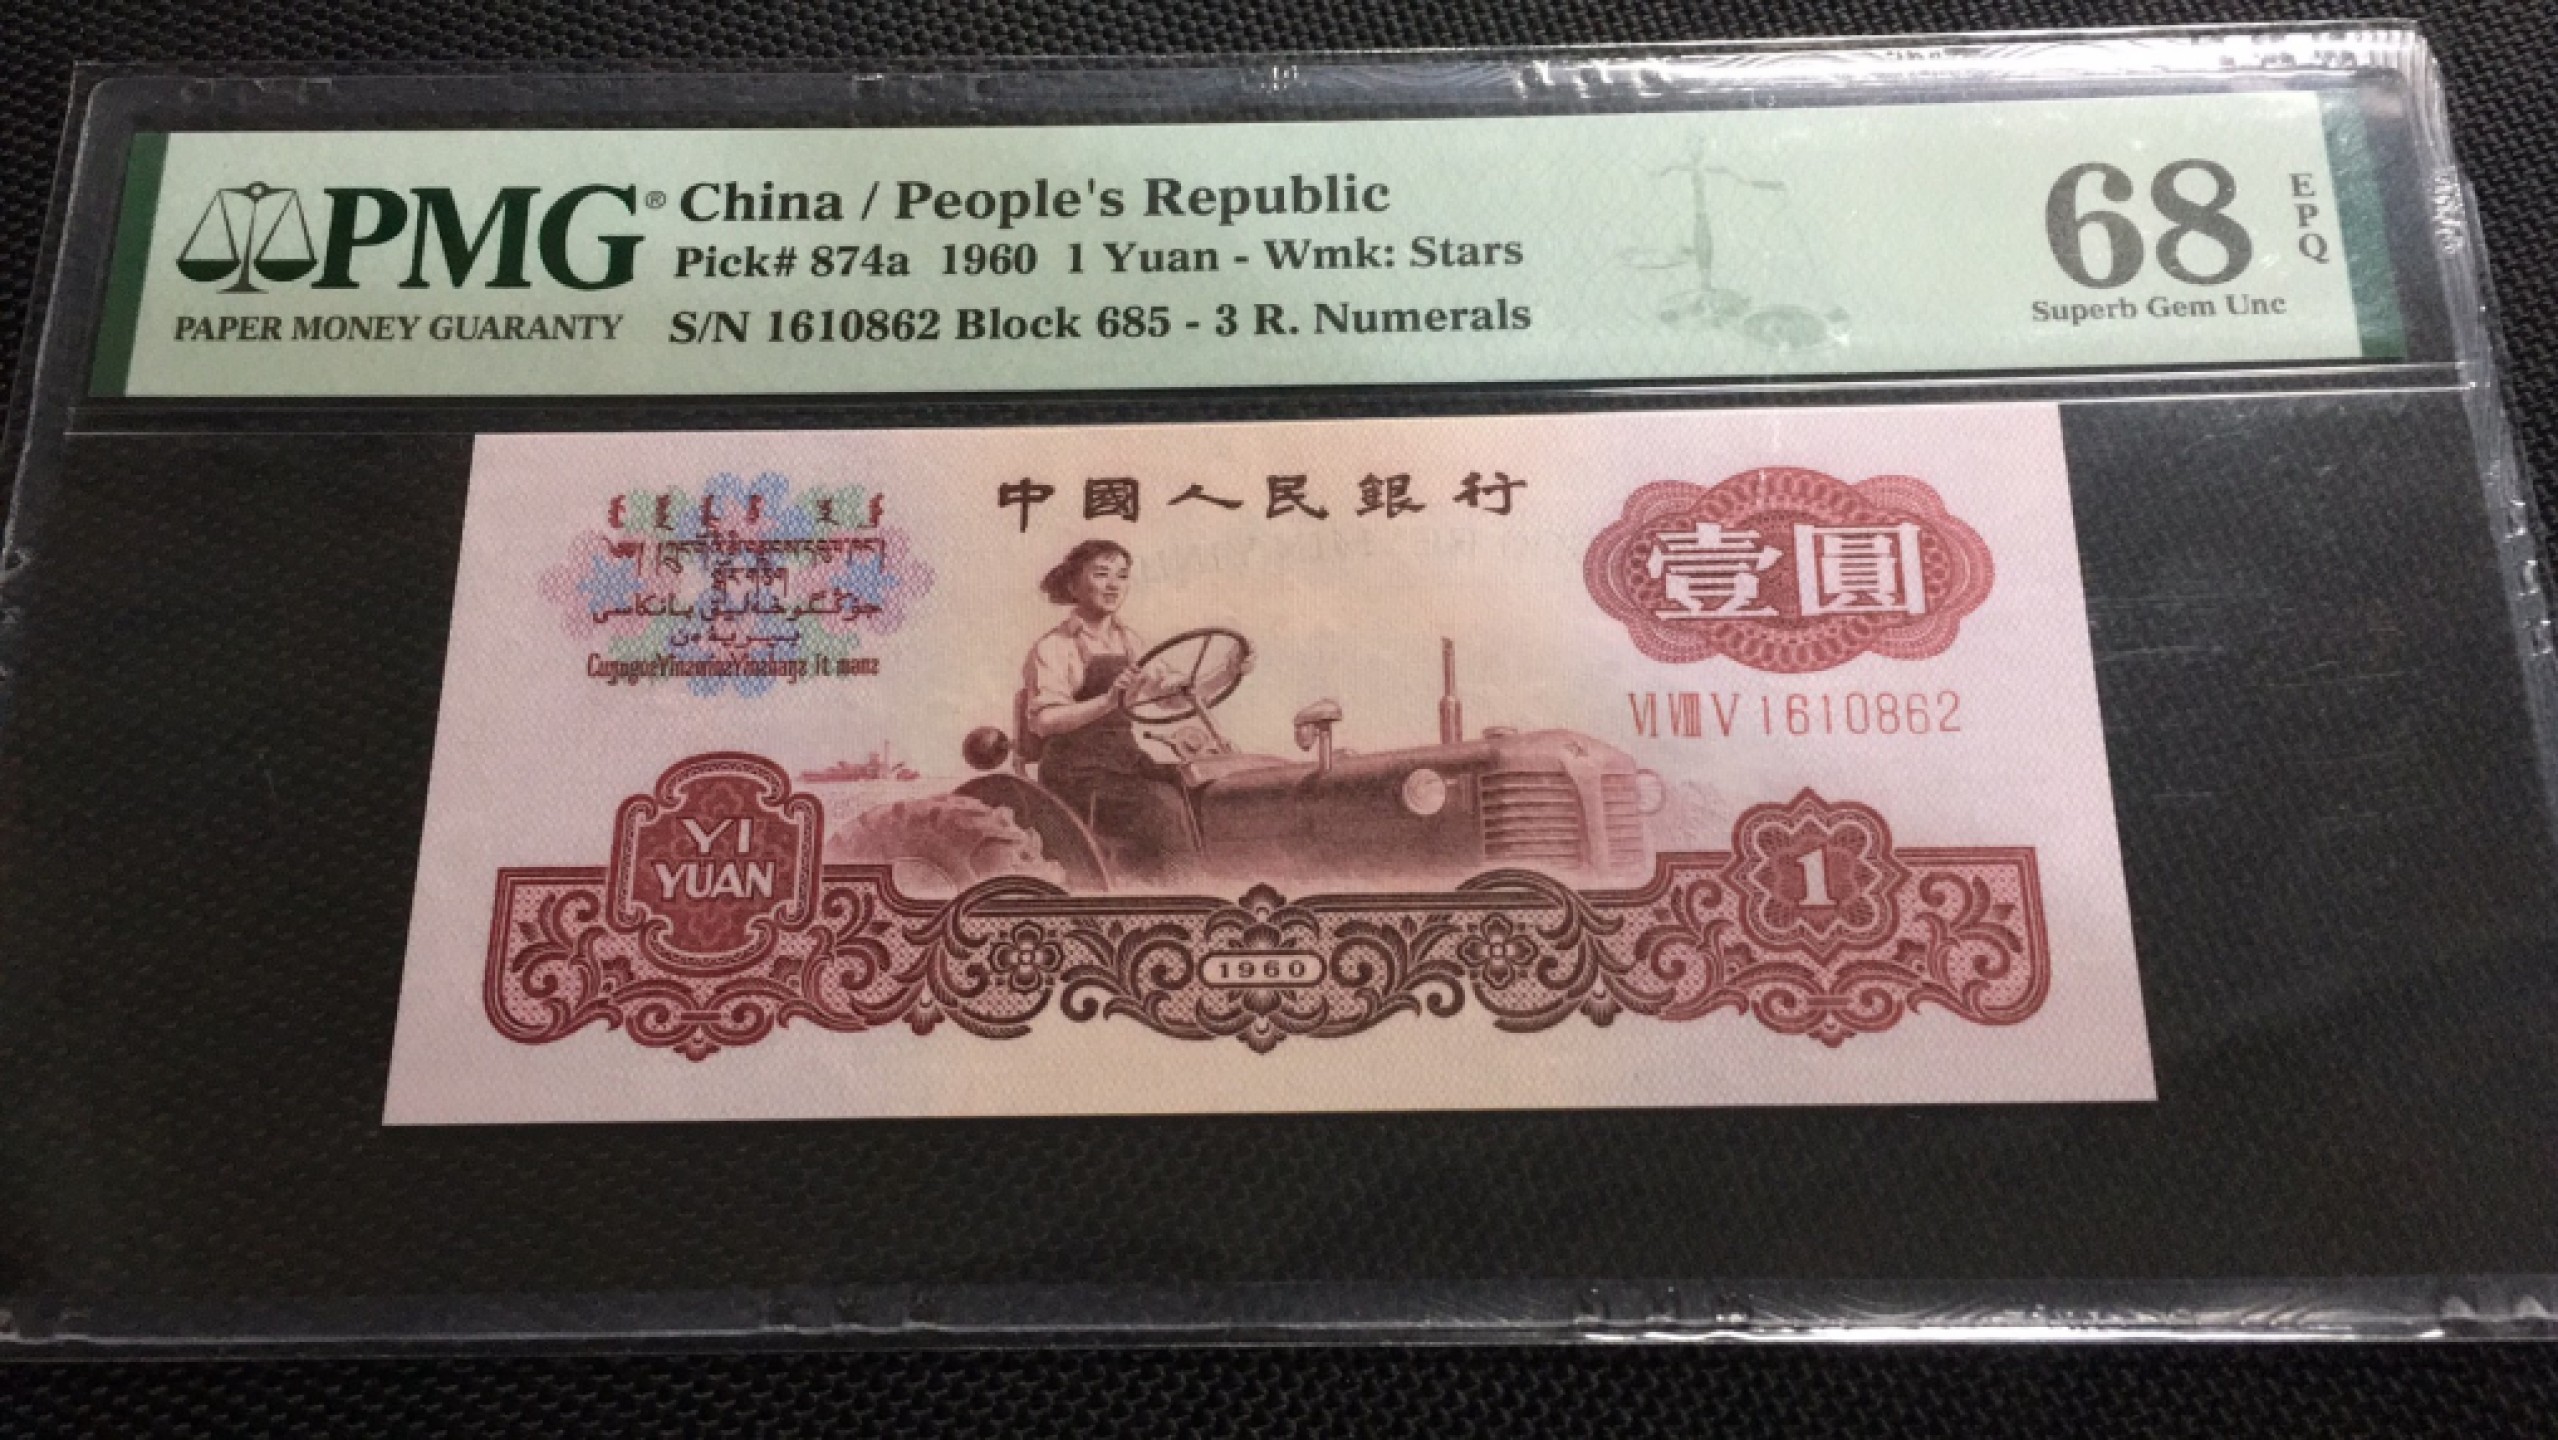 PMG® China / People's Republic
Pick# 874a 1960 1 Yuan - Wmk: Stars
PAPER MONEY GUARANTY S/N 1610862 Block 685 - 3 R. Numerals
68 EPQ
Superb Gem Unc
中國人民銀行
壹圓
VI VIII V 1610862
YI
YUAN
1
1960